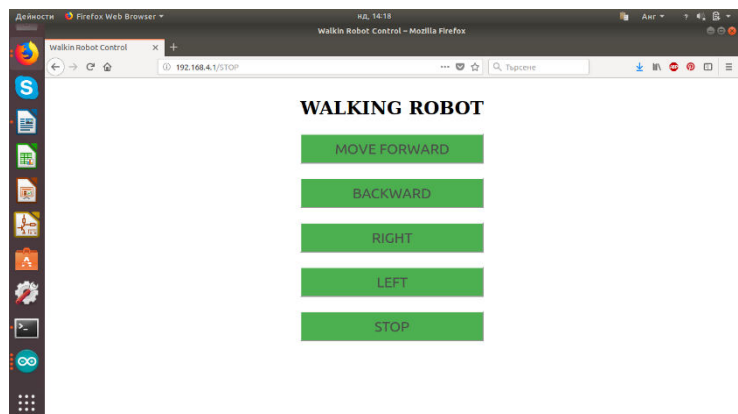 Дейности Firefox Web Browser нд, 14:18 Анг
Walkin Robot Control – Mozilla Firefox
Walkin Robot Control
192.168.4.1/STOP Търсене
WALKING ROBOT
MOVE FORWARD
BACKWARD
RIGHT
LEFT
STOP